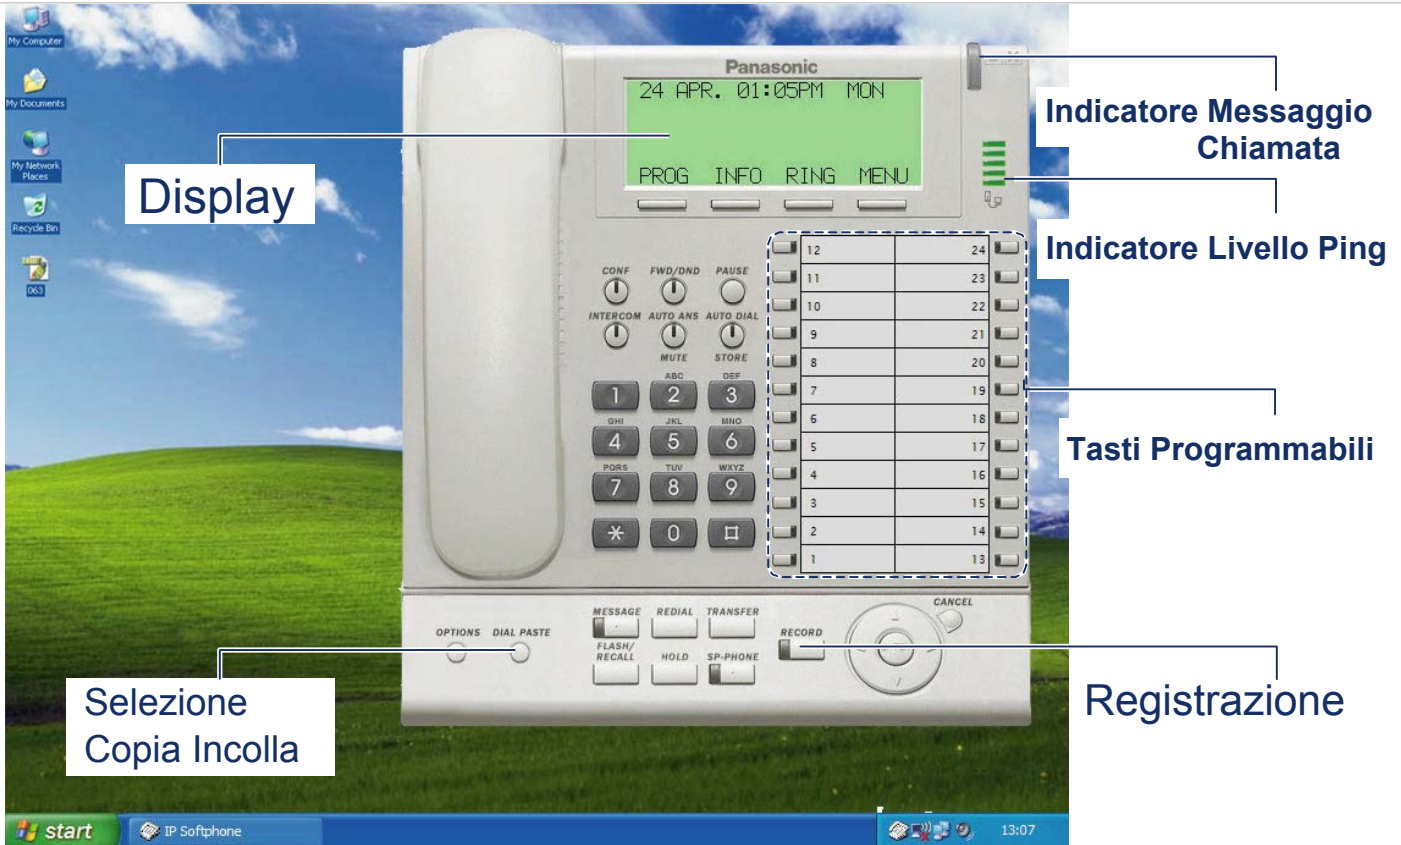 My Computer
My Documents
My Network
Places
Recycle Bin
063
Panasonic
24 APR. 01:05PM MON
PROG INFO RING MENU
Display
Indicatore Messaggio
Chiamata
Indicatore Livello Ping
Tasti Programmabili
CONF FWD/DND PAUSE
INTERCOM AUTO ANS AUTO DIAL
MUTE STORE
ABC DEF
1 2 3
GHI JKL MNO
4 5 6
PQRS TUV WXYZ
7 8 9
* 0 #
12 24
11 23
10 22
9 21
8 20
7 19
6 18
5 17
4 16
3 15
2 14
1 13
CANCEL
MESSAGE REDIAL TRANSFER
RECORD
OPTIONS DIAL PASTE
FLASH/
RECALL HOLD SP-PHONE
Selezione
Copia Incolla
Registrazione
start
IP Softphone
13:07